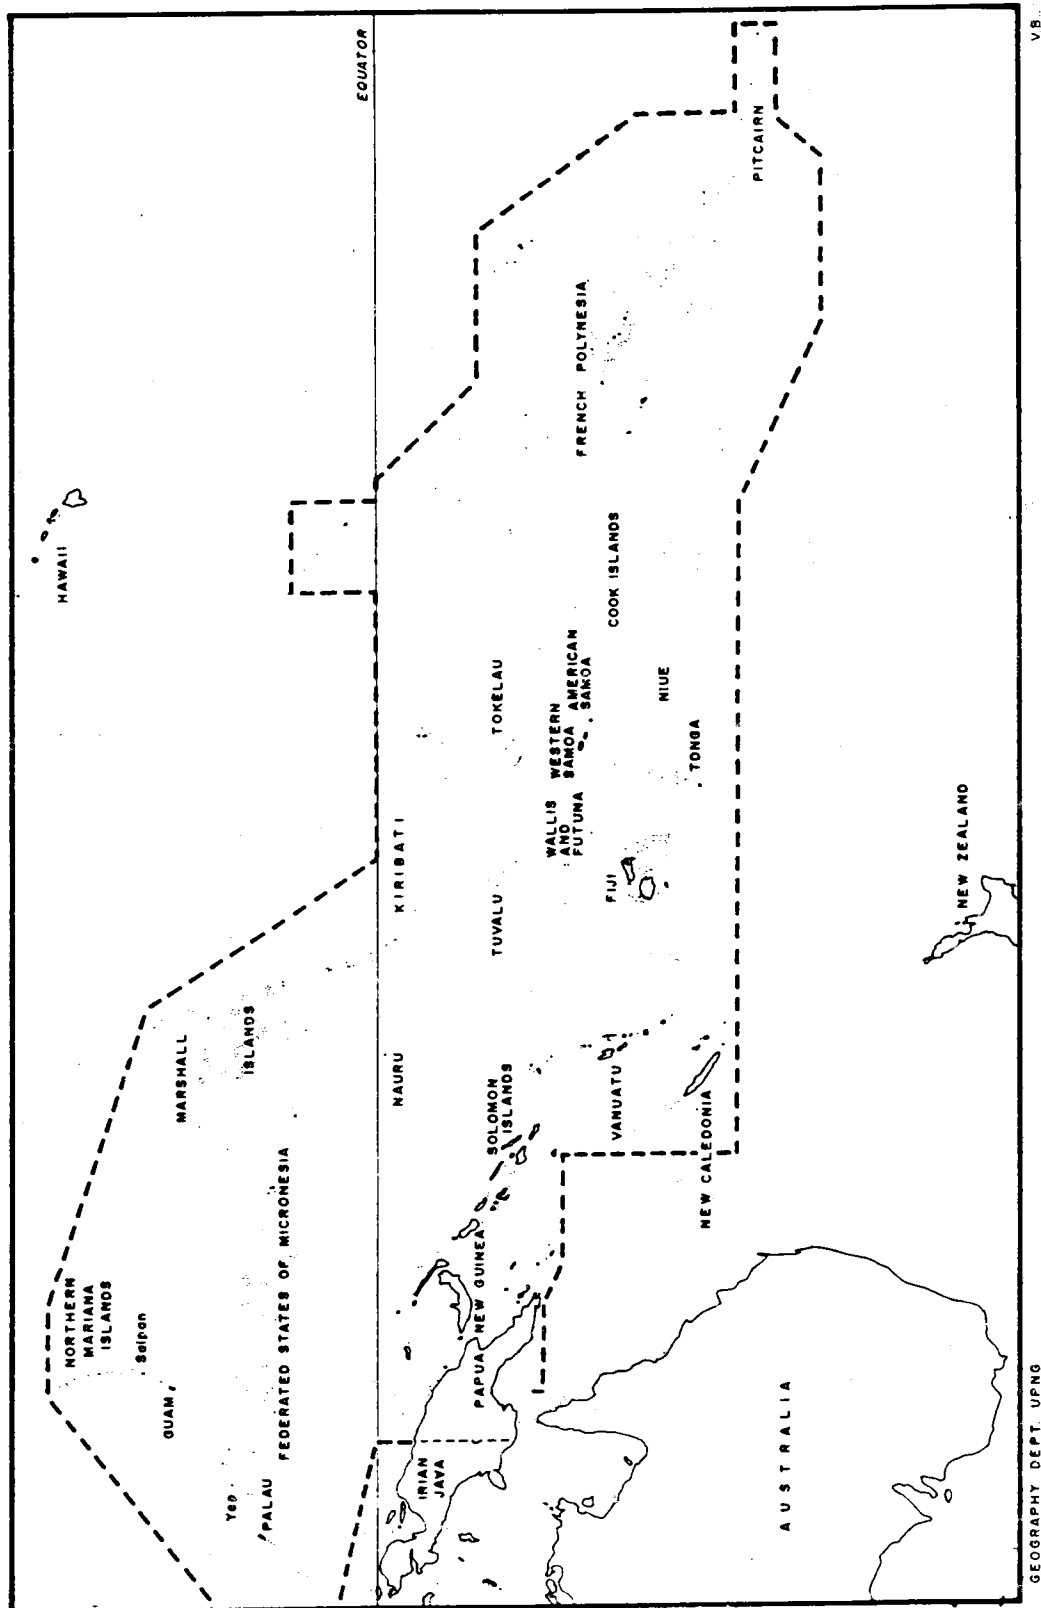 NORTHERN
MARIANA
ISLANDS
Saipan
GUAM
Yap
PALAU
FEDERATED STATES OF MICRONESIA
MARSHALL
ISLANDS
HAWAII
EQUATOR
NAURU
KIRIBATI
IRIAN
JAYA
PAPUA NEW GUINEA
SOLOMON
ISLANDS
TUVALU
TOKELAU
WALLIS
AND
FUTUNA
WESTERN
SAMOA
AMERICAN
SAMOA
COOK ISLANDS
FRENCH POLYNESIA
VANUATU
FIJI
NIUE
TONGA
NEW CALEDONIA
PITCAIRN
AUSTRALIA
NEW ZEALAND
GEOGRAPHY DEPT. UPNG
V.B.